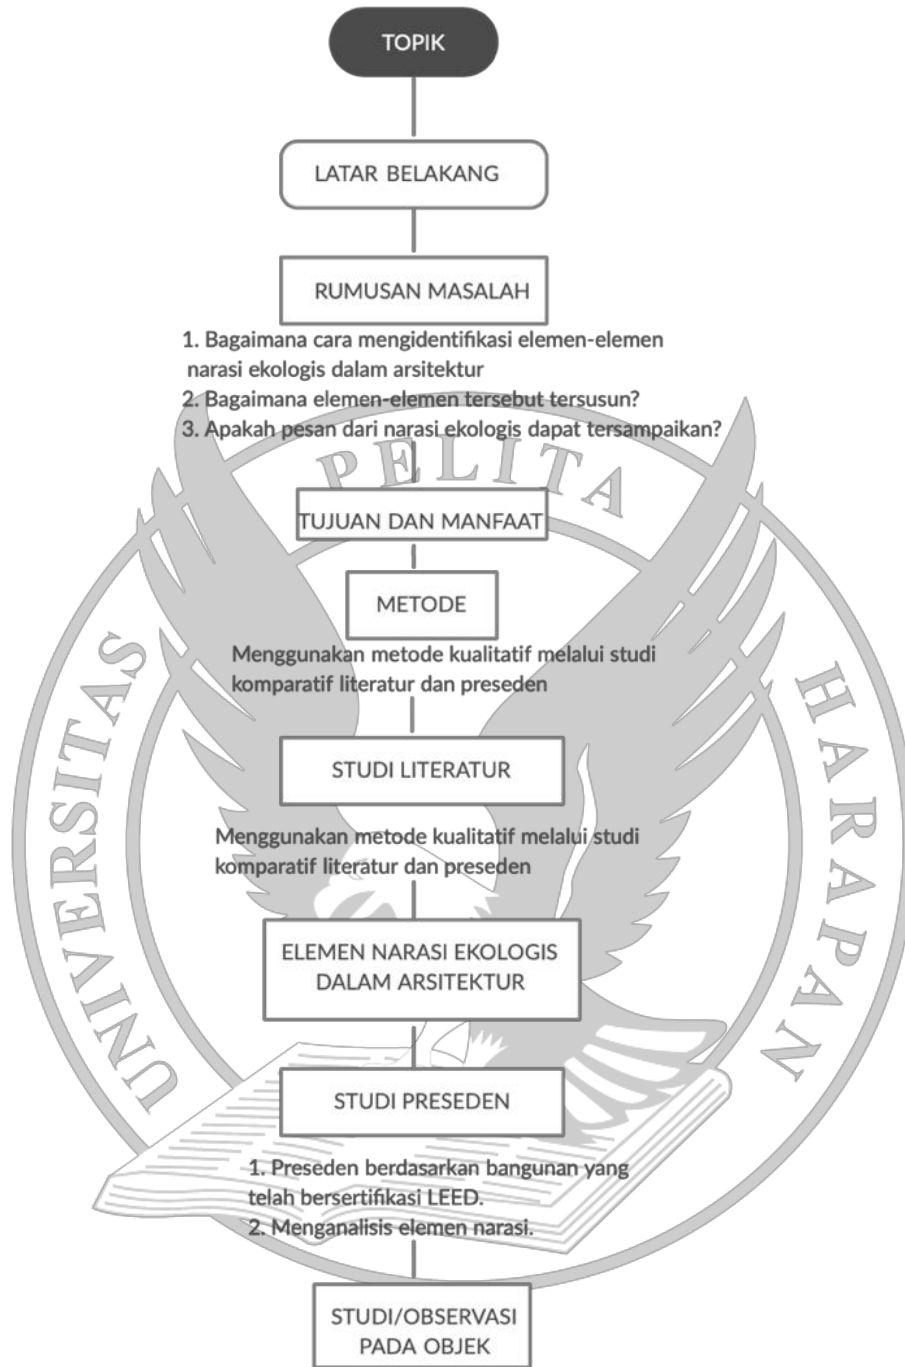 TOPIK
LATAR BELAKANG
RUMUSAN MASALAH
1. Bagaimana cara mengidentifikasi elemen-elemen
narasi ekologis dalam arsitektur
2. Bagaimana elemen-elemen tersebut tersusun?
3. Apakah pesan dari narasi ekologis dapat tersampaikan?
PELITA
TUJUAN DAN MANFAAT
METODE
Menggunakan metode kualitatif melalui studi
komparatif literatur dan preseden
UNIVERSITAS
HARAPAN
STUDI LITERATUR
Menggunakan metode kualitatif melalui studi
komparatif literatur dan preseden
ELEMEN NARASI EKOLOGIS
DALAM ARSITEKTUR
STUDI PRESEDEN
1. Preseden berdasarkan bangunan yang
telah bersertifikasi LEED.
2. Menganalisis elemen narasi.
STUDI/OBSERVASI
PADA OBJEK